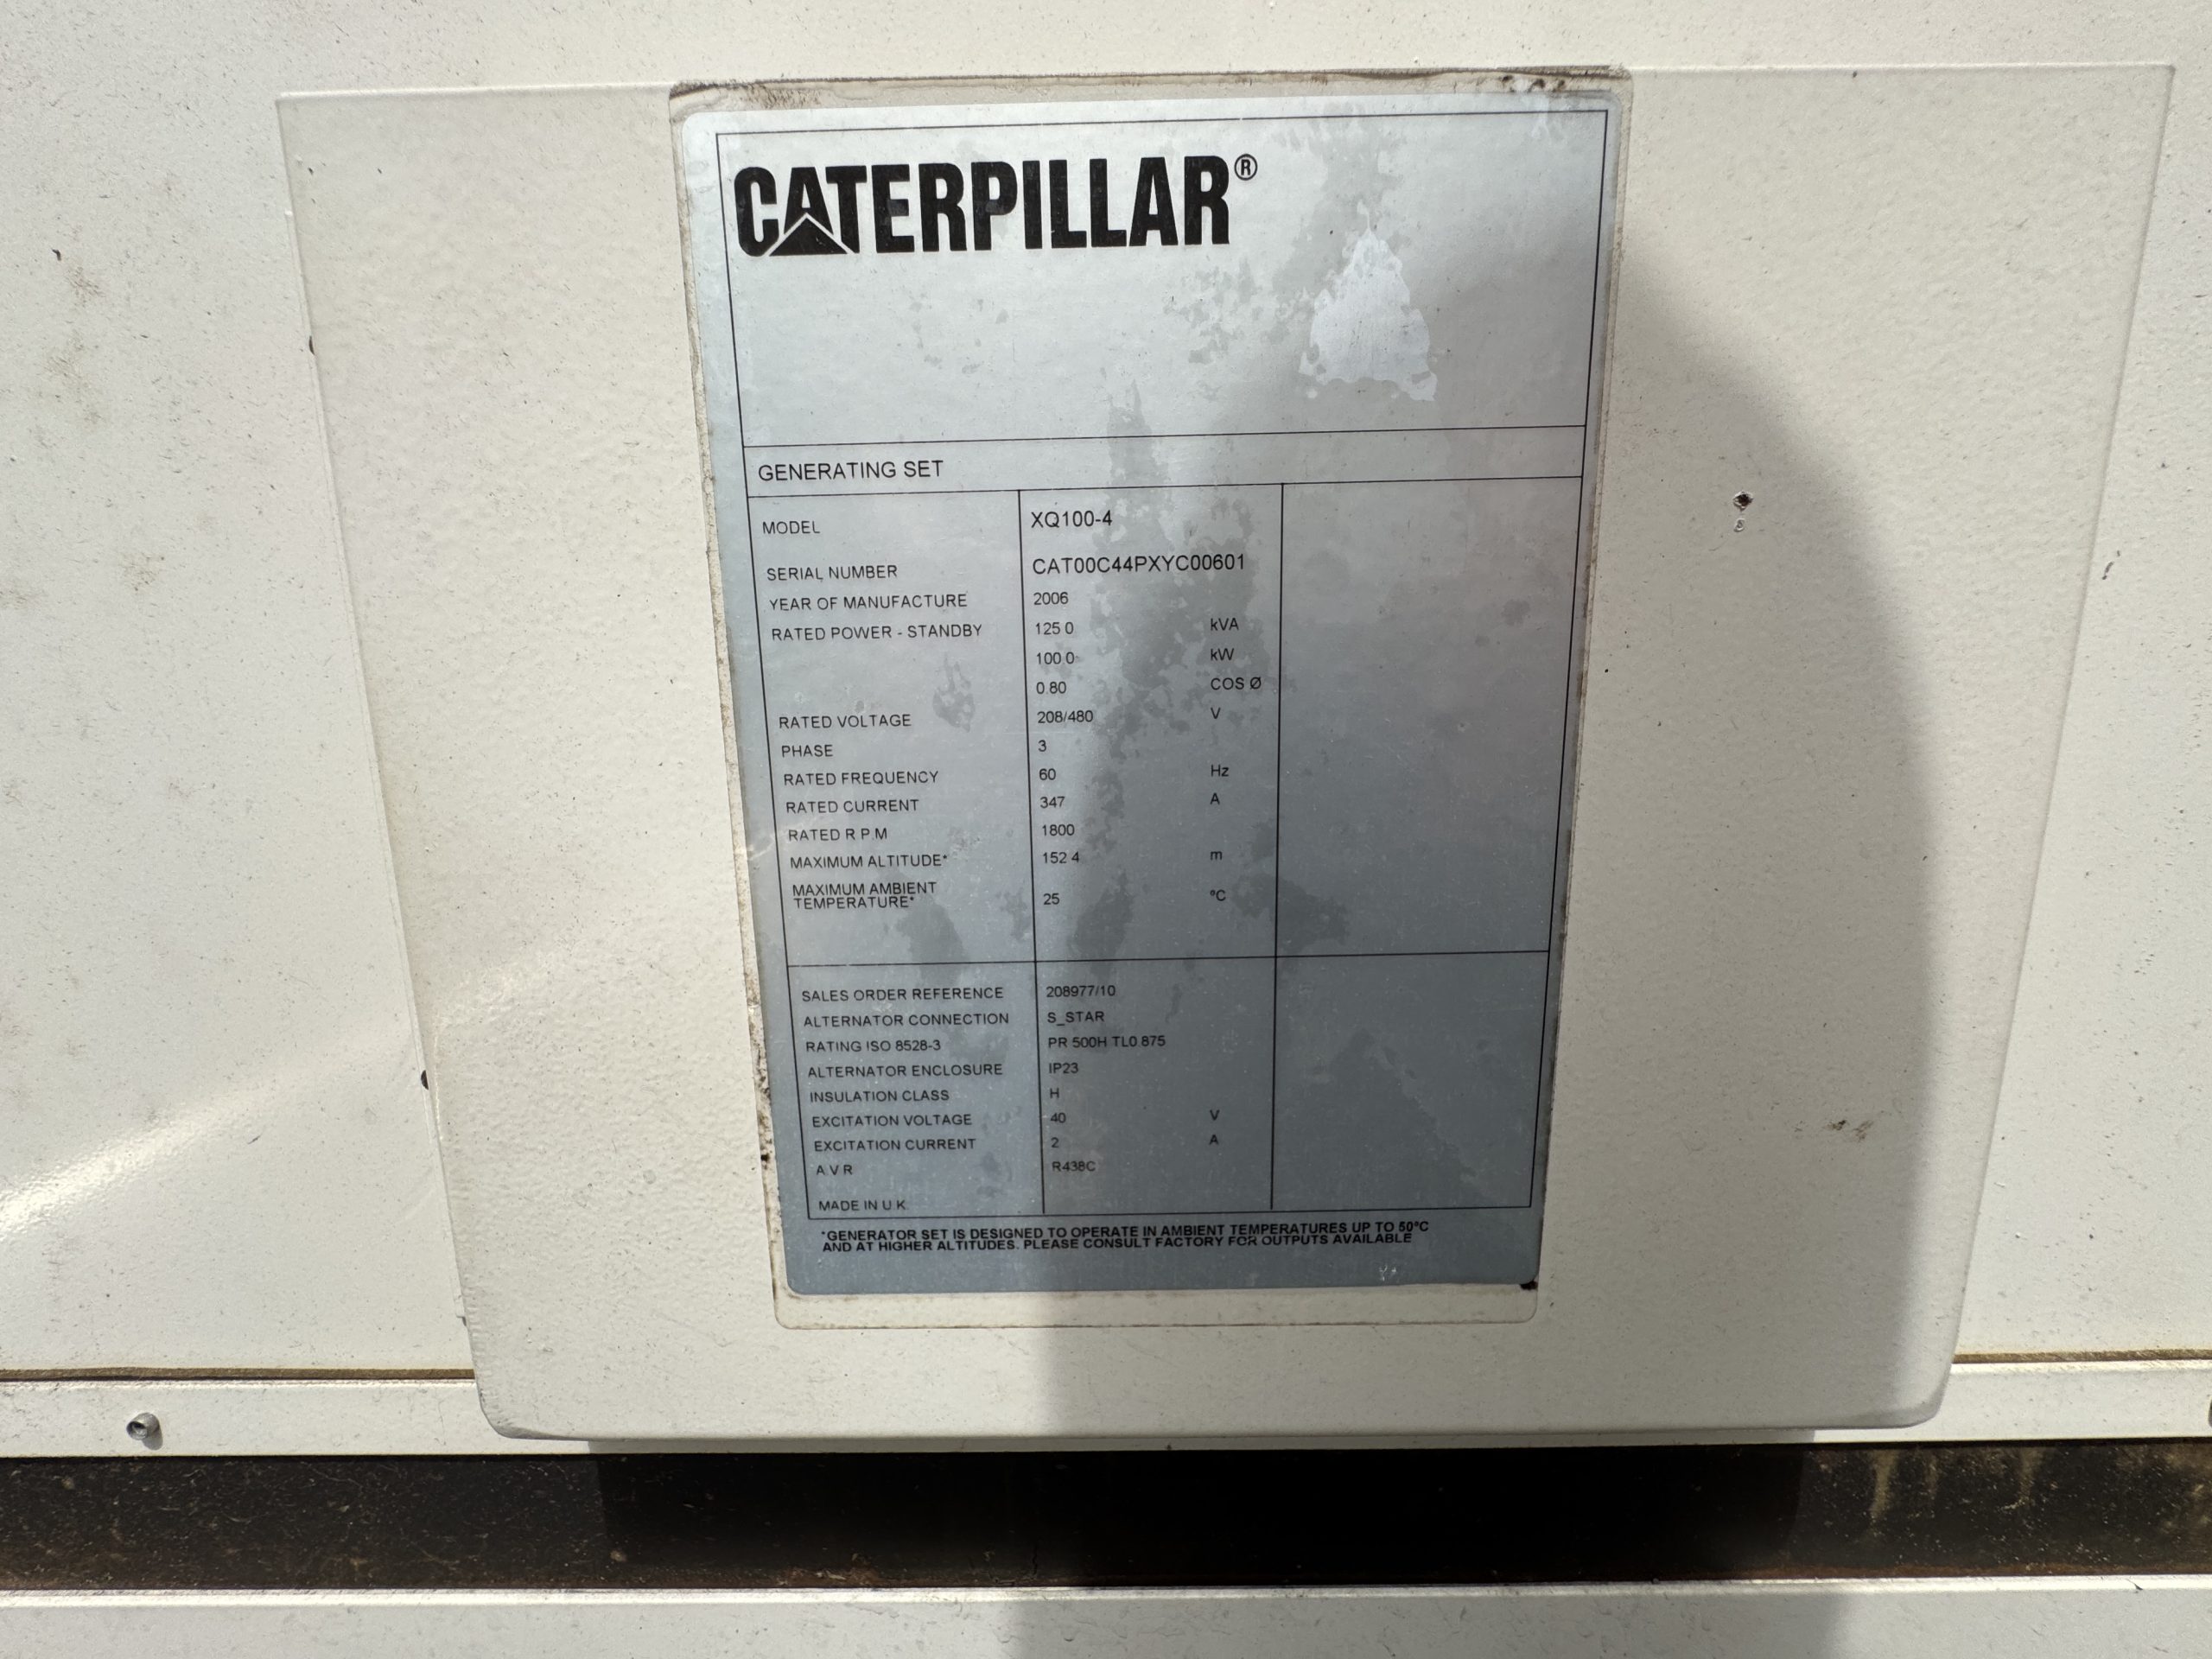 CATERPILLAR®
GENERATING SET
MODEL XQ100-4
SERIAL NUMBER CAT00C44PXYC00601
YEAR OF MANUFACTURE 2006
RATED POWER - STANDBY 125 0 kVA
100 0 kW
0.80 COS Ø
RATED VOLTAGE 208/480 V
PHASE 3
RATED FREQUENCY 60 Hz
RATED CURRENT 347 A
RATED R P M 1800
MAXIMUM ALTITUDE* 152 4 m
MAXIMUM AMBIENT
TEMPERATURE* 25 °C
SALES ORDER REFERENCE 208977/10
ALTERNATOR CONNECTION S_STAR
RATING ISO 8528-3 PR 500H TL0 875
ALTERNATOR ENCLOSURE IP23
INSULATION CLASS H
EXCITATION VOLTAGE 40 V
EXCITATION CURRENT 2 A
A V R R438C
MADE IN U K
*GENERATOR SET IS DESIGNED TO OPERATE IN AMBIENT TEMPERATURES UP TO 50°C
AND AT HIGHER ALTITUDES. PLEASE CONSULT FACTORY FOR OUTPUTS AVAILABLE